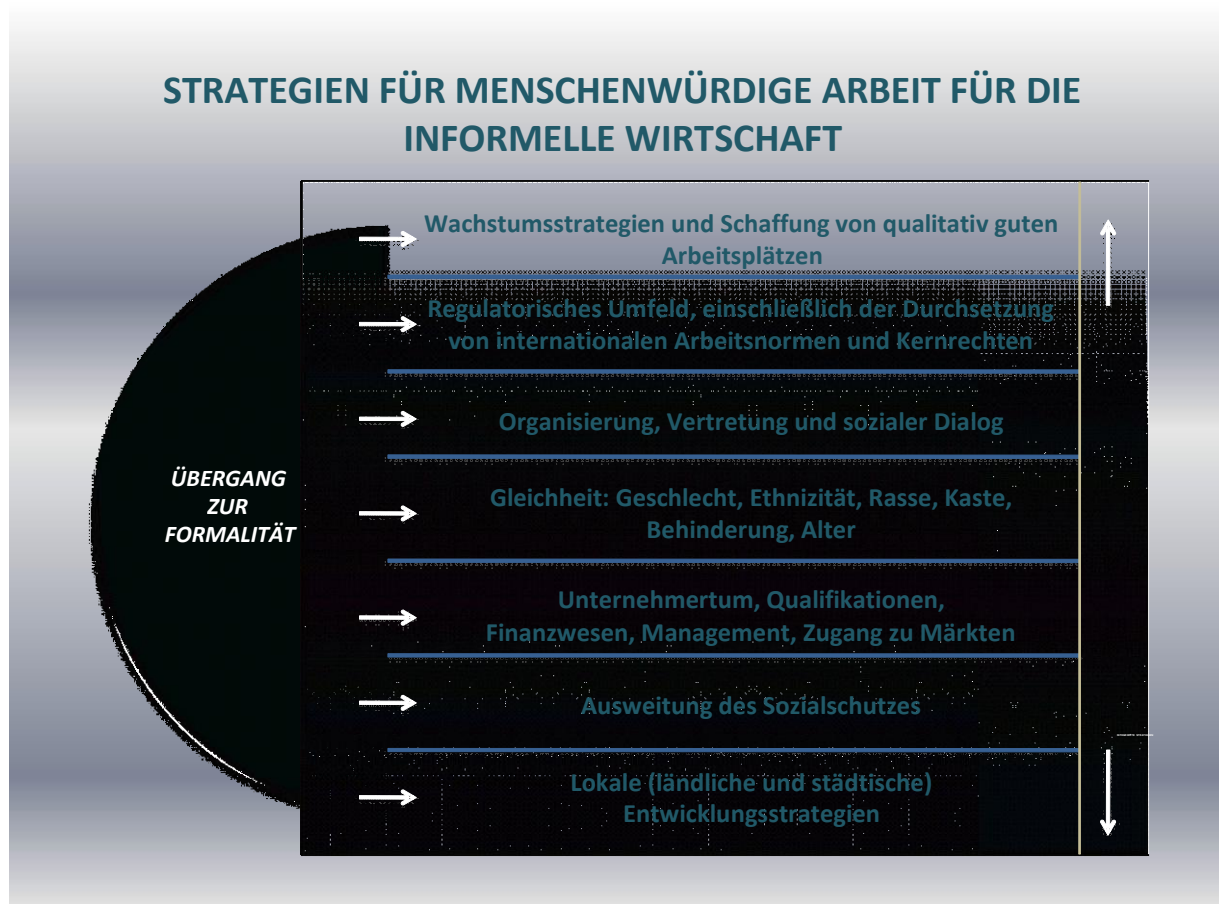 STRATEGIEN FÜR MENSCHENWÜRDIGE ARBEIT FÜR DIE
INFORMELLE WIRTSCHAFT
Wachstumsstrategien und Schaffung von qualitativ guten
Arbeitsplätzen
Regulatorisches Umfeld, einschließlich der Durchsetzung
von internationalen Arbeitsnormen und Kernrechten
Organisierung, Vertretung und sozialer Dialog
ÜBERGANG
ZUR
FORMALITÄT
Gleichheit: Geschlecht, Ethnizität, Rasse, Kaste,
Behinderung, Alter
Unternehmertum, Qualifikationen,
Finanzwesen, Management, Zugang zu Märkten
Ausweitung des Sozialschutzes
Lokale (ländliche und städtische)
Entwicklungsstrategien